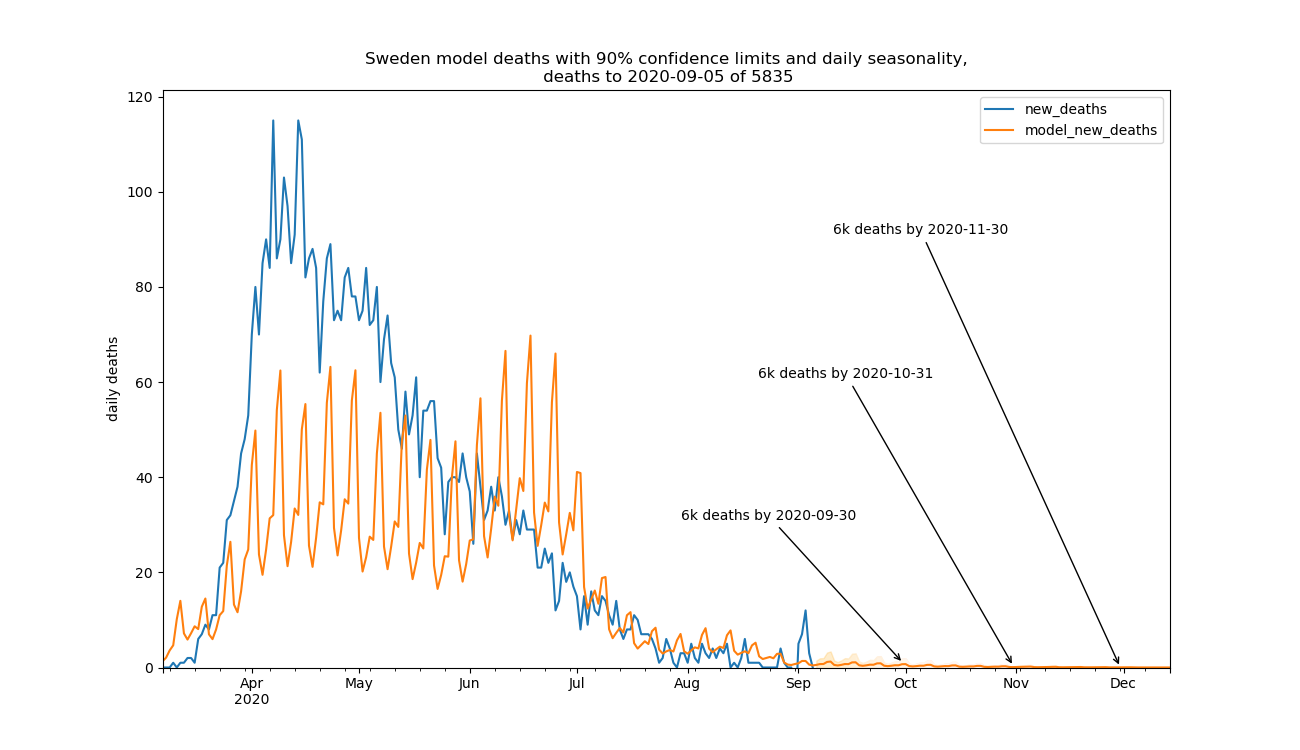 Sweden model deaths with 90% confidence limits and daily seasonality,
deaths to 2020-09-05 of 5835
new_deaths
model_new_deaths
120
100
80
60
40
20
0
daily deaths
6k deaths by 2020-11-30
6k deaths by 2020-10-31
6k deaths by 2020-09-30
Apr May Jun Jul Aug Sep Oct Nov Dec
2020